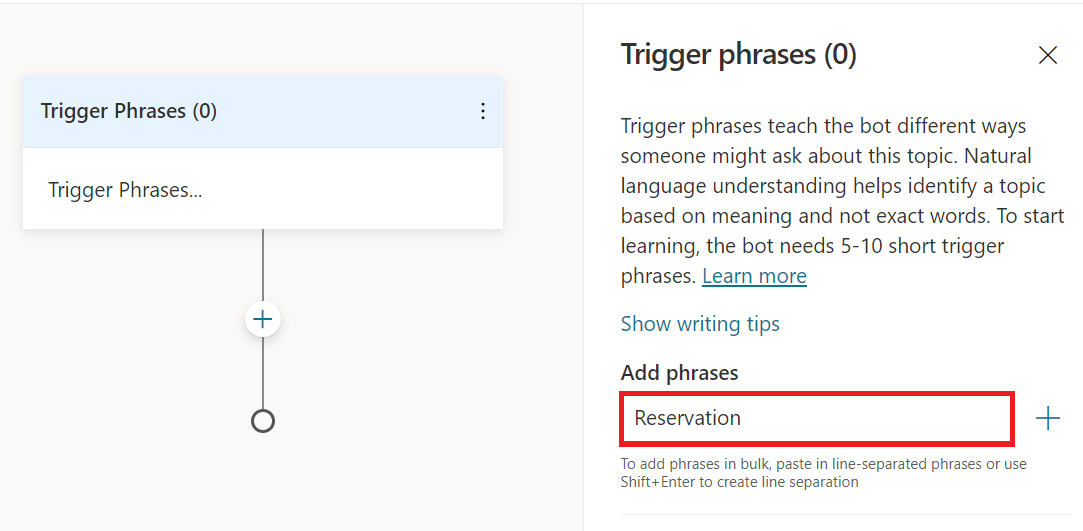 Trigger Phrases (0)
Trigger Phrases...
Trigger phrases (0)
Trigger phrases teach the bot different ways
someone might ask about this topic. Natural
language understanding helps identify a topic
based on meaning and not exact words. To start
learning, the bot needs 5-10 short trigger
phrases. Learn more
Show writing tips
Add phrases
Reservation
To add phrases in bulk, paste in line-separated phrases or use
Shift+Enter to create line separation